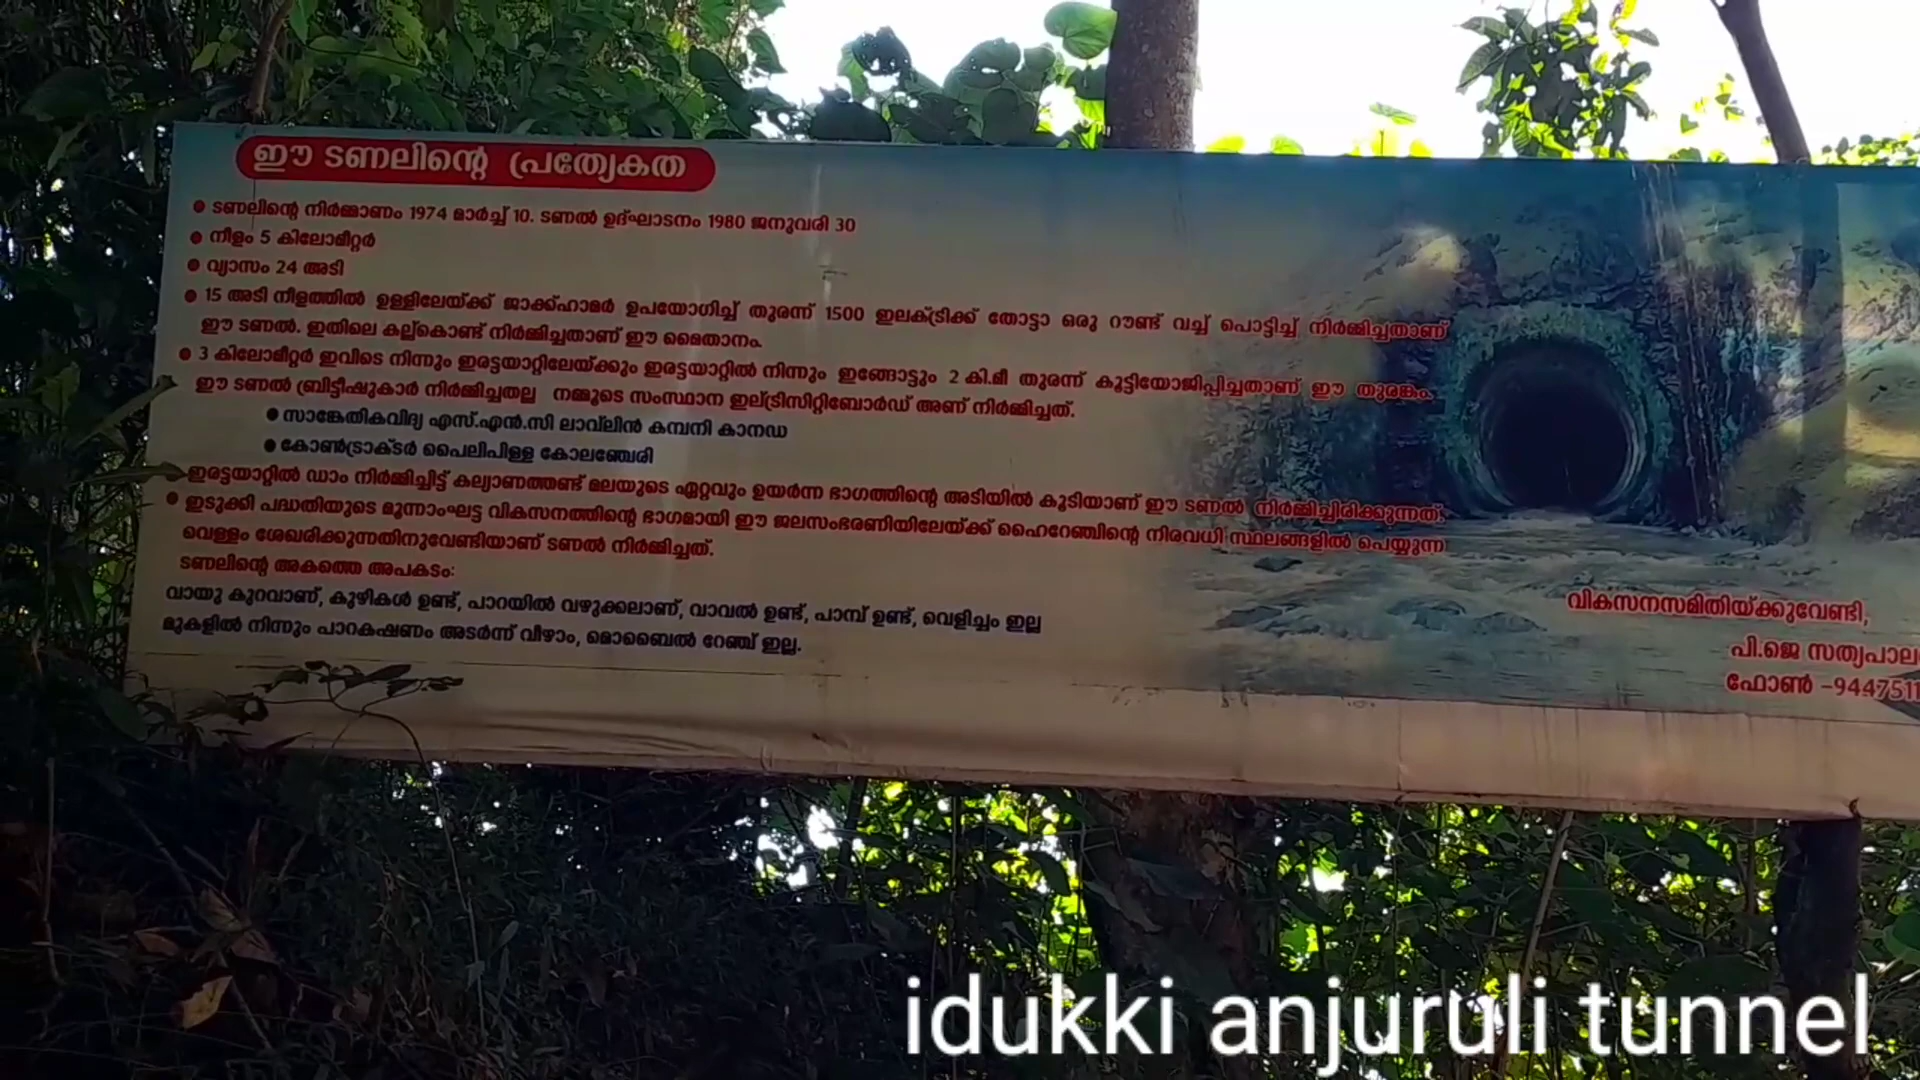 ഈ ടണലിന്റെ പ്രത്യേകത
● ടണലിന്റെ നിർമ്മാണം 1974 മാർച്ച് 10. ടണൽ ഉദ്ഘാടനം 1980 ജനുവരി 30
● നീളം 5 കിലോമീറ്റർ
● വ്യാസം 24 അടി
● 15 അടി നീളത്തിൽ ഉള്ളിലേയ്ക്ക് ജാക്ക്ഹാമർ ഉപയോഗിച്ച് തുരന്ന് 1500 ഇലക്ട്രിക്ക് തോട്ടാ ഒരു റൗണ്ട് വച്ച് പൊട്ടിച്ച് നിർമ്മിച്ചതാണ്
ഈ ടണൽ. ഇതിലെ കല്ല്കൊണ്ട് നിർമ്മിച്ചതാണ് ഈ മൈതാനം.
● 3 കിലോമീറ്റർ ഇവിടെ നിന്നും ഇരട്ടയാറ്റിലേയ്ക്കും ഇരട്ടയാറ്റിൽ നിന്നും ഇങ്ങോട്ടും 2 കി.മീ തുരന്ന് കൂട്ടിയോജിപ്പിച്ചതാണ് ഈ തുരങ്കം.
ഈ ടണൽ ബ്രിട്ടീഷുകാർ നിർമ്മിച്ചതല്ല നമ്മുടെ സംസ്ഥാന ഇല്ട്രിസിറ്റിബോർഡ് അണ് നിർമ്മിച്ചത്.
● സാങ്കേതികവിദ്യ എസ്.എൻ.സി ലാവ്‌ലിൻ കമ്പനി കാനഡ
● കോൺട്രാക്ടർ പൈലിപിള്ള കോലഞ്ചേരി
ഇരട്ടയാറ്റിൽ ഡാം നിർമ്മിച്ചിട്ട് കല്യാണത്തണ്ട് മലയുടെ ഏറ്റവും ഉയർന്ന ഭാഗത്തിന്റെ അടിയിൽ കൂടിയാണ് ഈ ടണൽ നിർമ്മിച്ചിരിക്കുന്നത്.
● ഇടുക്കി പദ്ധതിയുടെ മൂന്നാംഘട്ട വികസനത്തിന്റെ ഭാഗമായി ഈ ജലസംഭരണിയിലേയ്ക്ക് ഹൈറേഞ്ചിന്റെ നിരവധി സ്ഥലങ്ങളിൽ പെയ്യുന്ന
വെള്ളം ശേഖരിക്കുന്നതിനുവേണ്ടിയാണ് ടണൽ നിർമ്മിച്ചത്.
ടണലിന്റെ അകത്തെ അപകടം:
വായു കുറവാണ്, കുഴികൾ ഉണ്ട്, പാറയിൽ വഴുക്കലാണ്, വാവൽ ഉണ്ട്, പാമ്പ് ഉണ്ട്, വെളിച്ചം ഇല്ല
മുകളിൽ നിന്നും പാറകഷണം അടർന്ന് വീഴാം, മൊബൈൽ റേഞ്ച് ഇല്ല.
വികസനസമിതിയ്ക്കുവേണ്ടി,
പി.ജെ സത്യപാല
ഫോൺ -9447511
idukki anjuruli tunnel